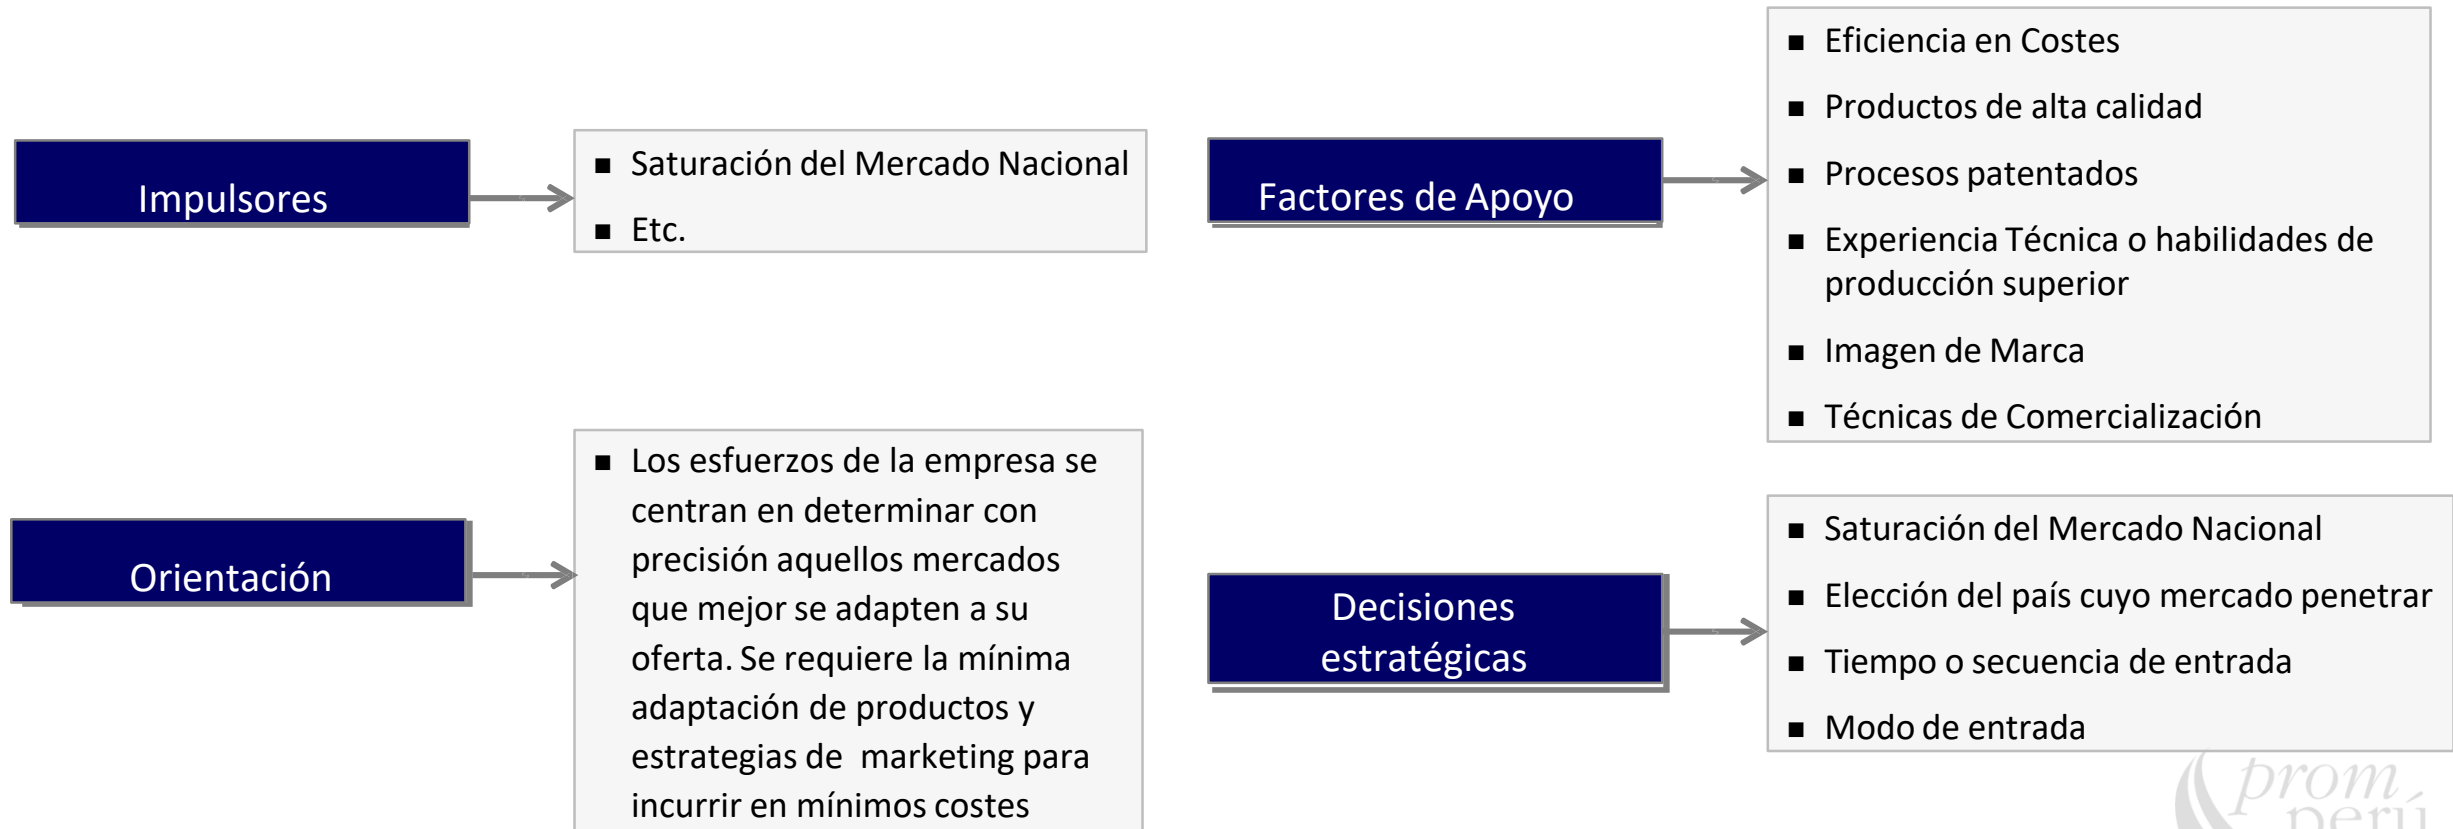 Impulsores
■ Saturación del Mercado Nacional
■ Etc.
Factores de Apoyo
■ Eficiencia en Costes
■ Productos de alta calidad
■ Procesos patentados
■ Experiencia Técnica o habilidades de
producción superior
■ Imagen de Marca
■ Técnicas de Comercialización
Orientación
■ Los esfuerzos de la empresa se
centran en determinar con
precisión aquellos mercados
que mejor se adapten a su
oferta. Se requiere la mínima
adaptación de productos y
estrategias de marketing para
incurrir en mínimos costes
Decisiones
estratégicas
■ Saturación del Mercado Nacional
■ Elección del país cuyo mercado penetrar
■ Tiempo o secuencia de entrada
■ Modo de entrada
prom
perú